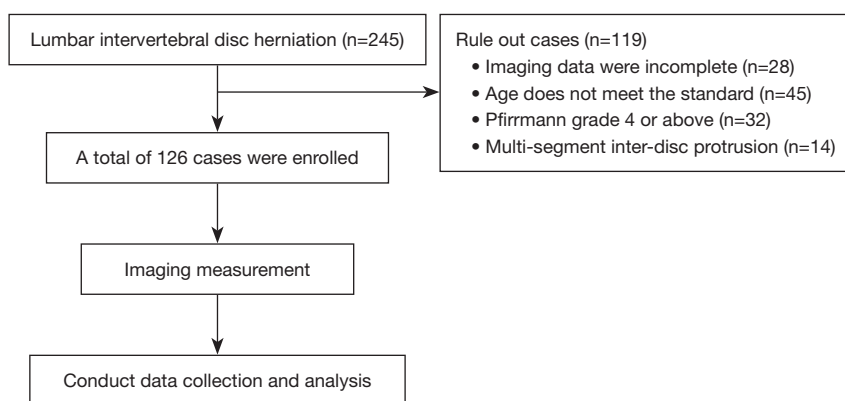 Lumbar intervertebral disc herniation (n=245)
Rule out cases (n=119)
• Imaging data were incomplete (n=28)
• Age does not meet the standard (n=45)
• Pfirrmann grade 4 or above (n=32)
• Multi-segment inter-disc protrusion (n=14)
A total of 126 cases were enrolled
Imaging measurement
Conduct data collection and analysis